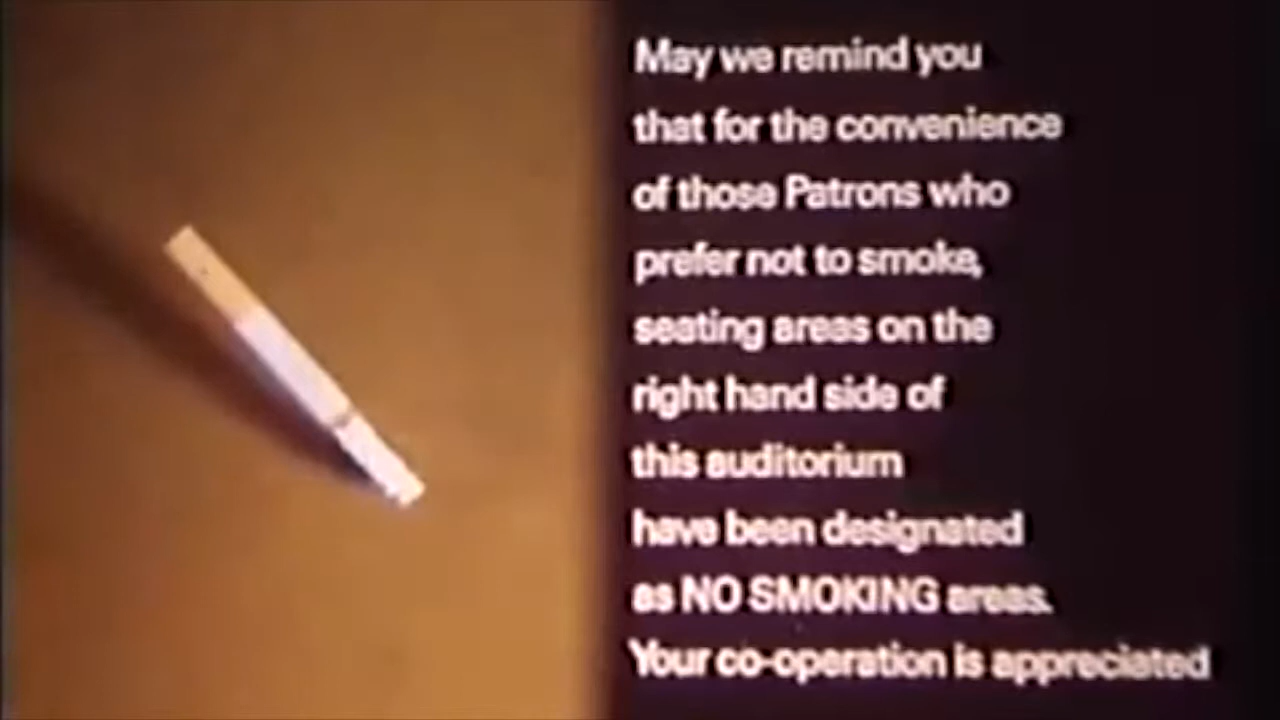 May we remind you
that for the convenience
of those Patrons who
prefer not to smoke,
seating areas on the
right hand side of
this auditorium
have been designated
as NO SMOKING areas.
Your co-operation is appreciated